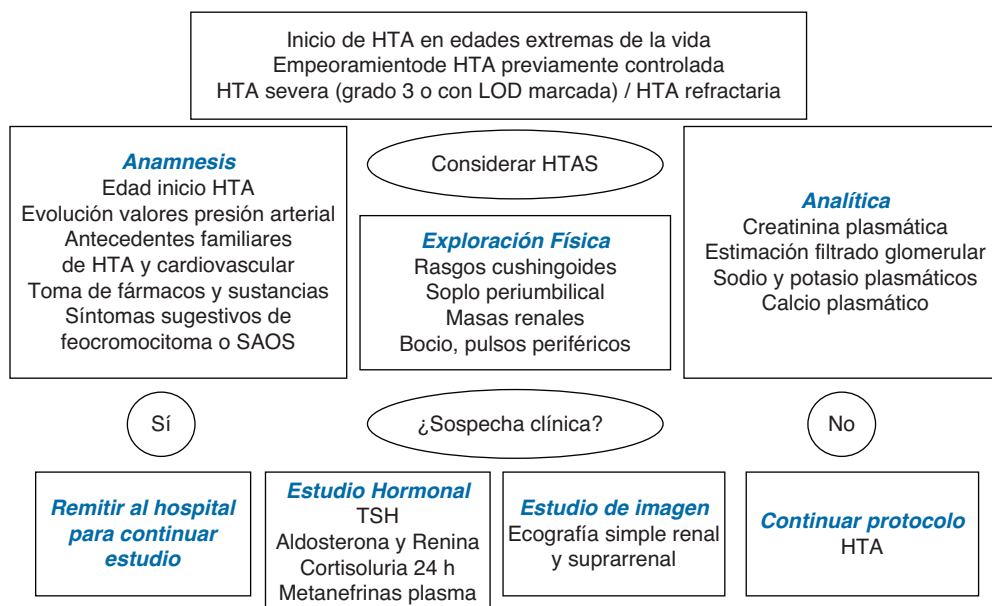 Inicio de HTA en edades extremas de la vida
Empeoramientode HTA previamente controlada
HTA severa (grado 3 o con LOD marcada) / HTA refractaria
Anamnesis
Edad inicio HTA
Evolución valores presión arterial
Antecedentes familiares
de HTA y cardiovascular
Toma de fármacos y sustancias
Síntomas sugestivos de
feocromocitoma o SAOS
Considerar HTAS
Exploración Física
Rasgos cushingoides
Soplo periumbilical
Masas renales
Bocio, pulsos periféricos
Analítica
Creatinina plasmática
Estimación filtrado glomerular
Sodio y potasio plasmáticos
Calcio plasmático
Sí
¿Sospecha clínica?
No
Remitir al hospital
para continuar
estudio
Estudio Hormonal
TSH
Aldosterona y Renina
Cortisoluria 24 h
Metanefrinas plasma
Estudio de imagen
Ecografía simple renal
y suprarrenal
Continuar protocolo
HTA